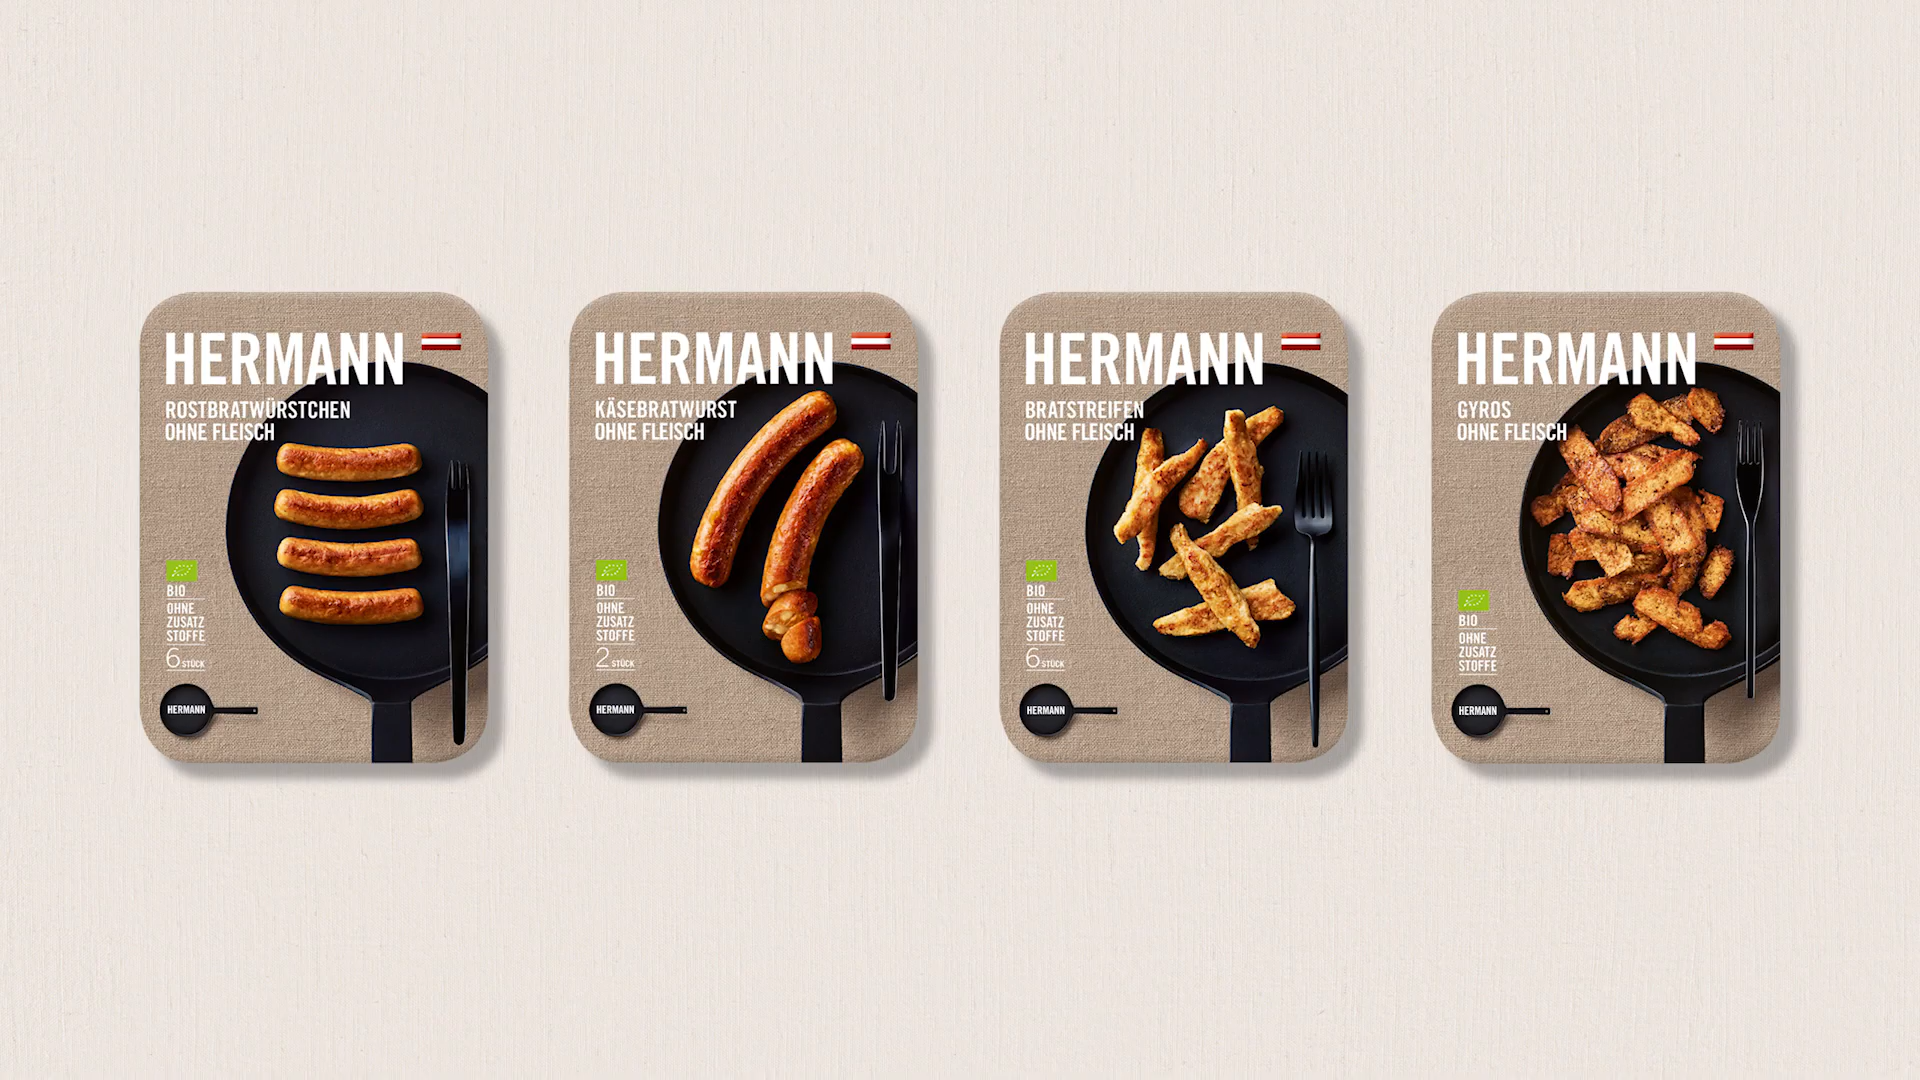 HERMANN
ROSTBRATWÜRSTCHEN
OHNE FLEISCH
BIO
OHNE
ZUSATZ
STOFFE
6 STÜCK
HERMANN
HERMANN
KÄSEBRATWURST
OHNE FLEISCH
BIO
OHNE
ZUSATZ
STOFFE
2 STÜCK
HERMANN
HERMANN
BRATSTREIFEN
OHNE FLEISCH
BIO
OHNE
ZUSATZ
STOFFE
6 STÜCK
HERMANN
HERMANN
GYROS
OHNE FLEISCH
BIO
OHNE
ZUSATZ
STOFFE
HERMANN